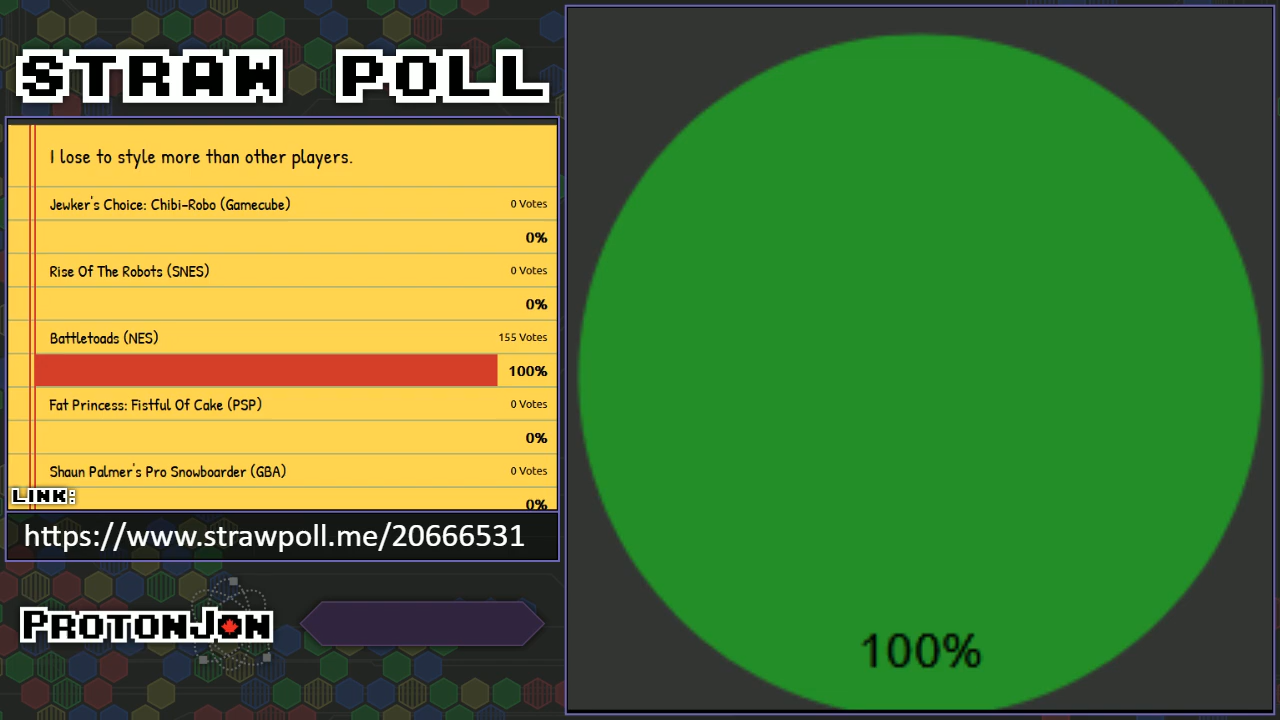 STRAW POLL
I lose to style more than other players.
Jewker's Choice: Chibi-Robo (Gamecube) 0 Votes
0%
Rise Of The Robots (SNES) 0 Votes
0%
Battletoads (NES) 155 Votes
100%
Fat Princess: Fistful Of Cake (PSP) 0 Votes
0%
Shaun Palmer's Pro Snowboarder (GBA) 0 Votes
0%
LINK:
https://www.strawpoll.me/20666531
PROTONJON
100%